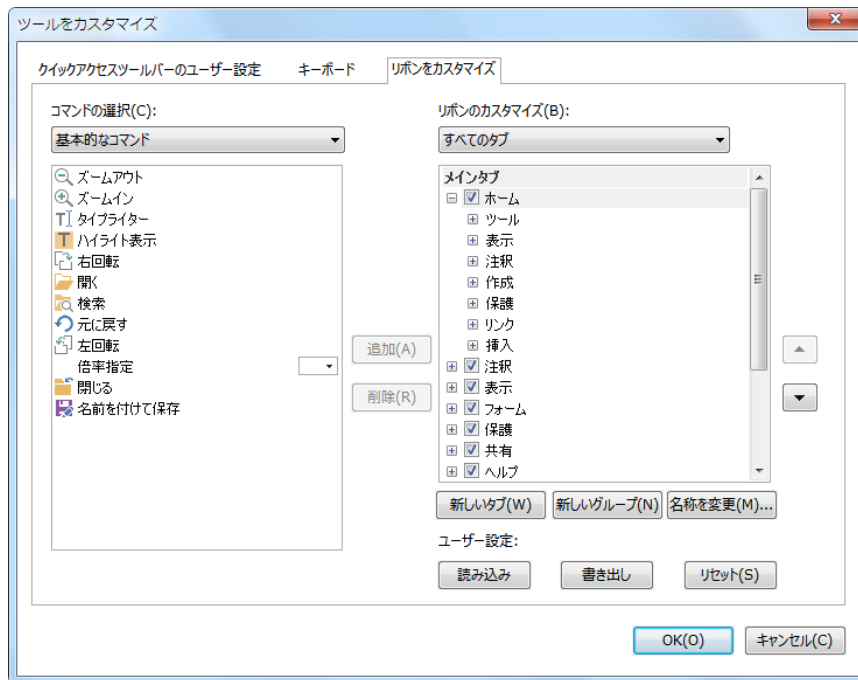 ツールをカスタマイズ
クイックアクセスツールバーのユーザー設定 キーボード リボンをカスタマイズ
コマンドの選択(C):
基本的なコマンド
ズームアウト
ズームイン
タイプライター
ハイライト表示
右回転
開く
検索
元に戻す
左回転
倍率指定
閉じる
名前を付けて保存
追加(A)
削除(R)
リボンのカスタマイズ(B):
すべてのタブ
メインタブ
ホーム
ツール
表示
注釈
作成
保護
リンク
挿入
注釈
表示
フォーム
保護
共有
ヘルプ
新しいタブ(W) 新しいグループ(N) 名称を変更(M)...
ユーザー設定:
読み込み 書き出し リセット(S)
OK(O) キャンセル(C)